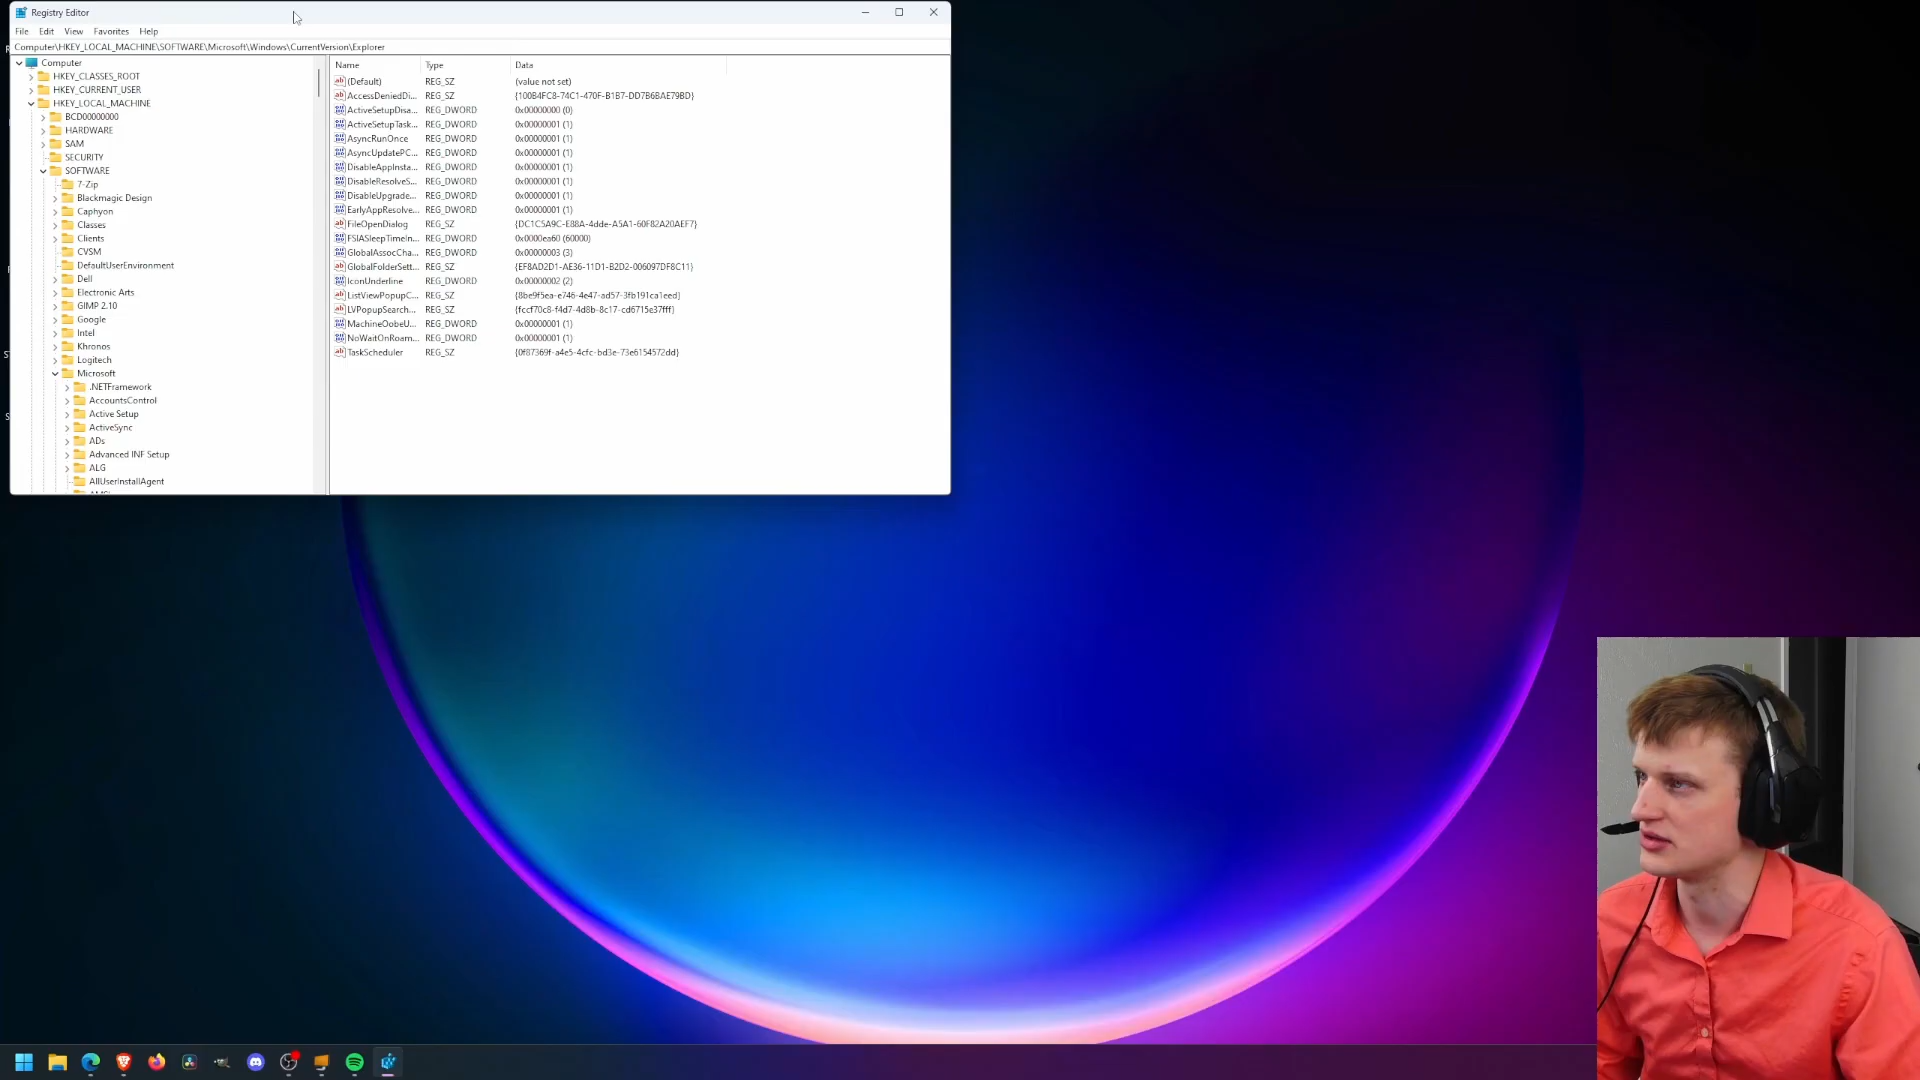 Registry Editor
File Edit View Favorites Help
Computer\HKEY_LOCAL_MACHINE\SOFTWARE\Microsoft\Windows\CurrentVersion\Explorer
Computer
HKEY_CLASSES_ROOT
HKEY_CURRENT_USER
HKEY_LOCAL_MACHINE
BCD00000000
HARDWARE
SAM
SECURITY
SOFTWARE
7-Zip
Blackmagic Design
Caphyon
Classes
Clients
CVSM
DefaultUserEnvironment
Dell
Electronic Arts
GIMP 2.10
Google
Intel
Khronos
Logitech
Microsoft
.NETFramework
AccountsControl
Active Setup
ActiveSync
ADs
Advanced INF Setup
ALG
AllUserInstallAgent
Name Type Data
(Default) REG_SZ (value not set)
AccessDeniedDi... REG_SZ {100B4FC8-74C1-470F-B1B7-DD7B6BAE79BD}
ActiveSetupDisa... REG_DWORD 0x00000000 (0)
ActiveSetupTask... REG_DWORD 0x00000001 (1)
AsyncRunOnce REG_DWORD 0x00000001 (1)
AsyncUpdatePC... REG_DWORD 0x00000001 (1)
DisableAppInsta... REG_DWORD 0x00000001 (1)
DisableResolveS... REG_DWORD 0x00000001 (1)
DisableUpgrade... REG_DWORD 0x00000001 (1)
EarlyAppResolve... REG_DWORD 0x00000001 (1)
FileOpenDialog REG_SZ {DC1C5A9C-E88A-4dde-A5A1-60F82A20AEF7}
FSIASleepTimeIn... REG_DWORD 0x0000ea60 (60000)
GlobalAssocCha... REG_DWORD 0x00000003 (3)
GlobalFolderSett... REG_SZ {EF8AD2D1-AE36-11D1-B2D2-006097DF8C11}
IconUnderline REG_DWORD 0x00000002 (2)
ListViewPopupC... REG_SZ {8be9f5ea-e746-4e47-ad57-3fb191ca1eed}
LVPopupSearch... REG_SZ {fccf70c8-f4d7-4d8b-8c17-cd6715e37fff}
MachineOobeU... REG_DWORD 0x00000001 (1)
NoWaitOnRoam... REG_DWORD 0x00000001 (1)
TaskScheduler REG_SZ {0f87369f-a4e5-4cfc-bd3e-73e6154572dd}